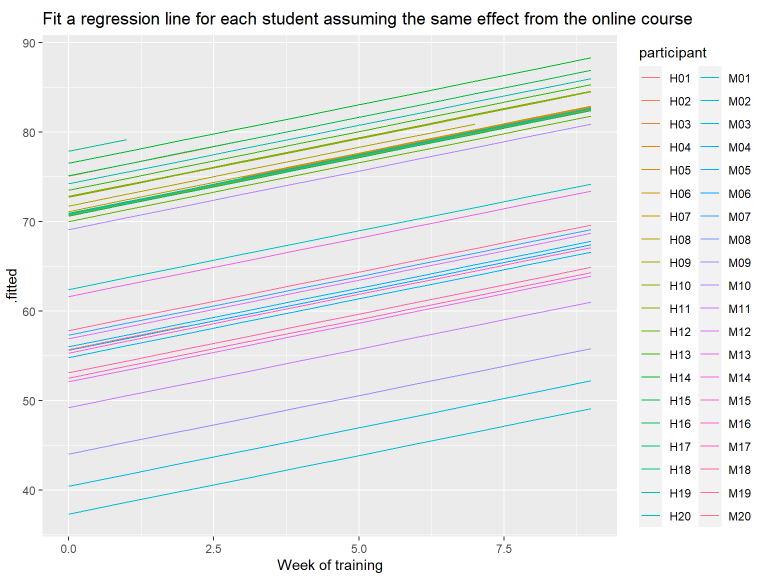 Fit a regression line for each student assuming the same effect from the online course
90
80
70
60
50
40
.fitted
0.0
2.5
5.0
7.5
Week of training
participant
H01 M01
H02 M02
H03 M03
H04 M04
H05 M05
H06 M06
H07 M07
H08 M08
H09 M09
H10 M10
H11 M11
H12 M12
H13 M13
H14 M14
H15 M15
H16 M16
H17 M17
H18 M18
H19 M19
H20 M20